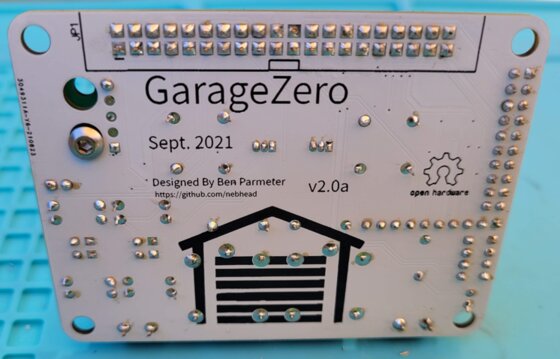 JP1
GarageZero
Sept. 2021
Designed By Ben Parmeter
https://github.com/nebhead
v2.0a
open hardware